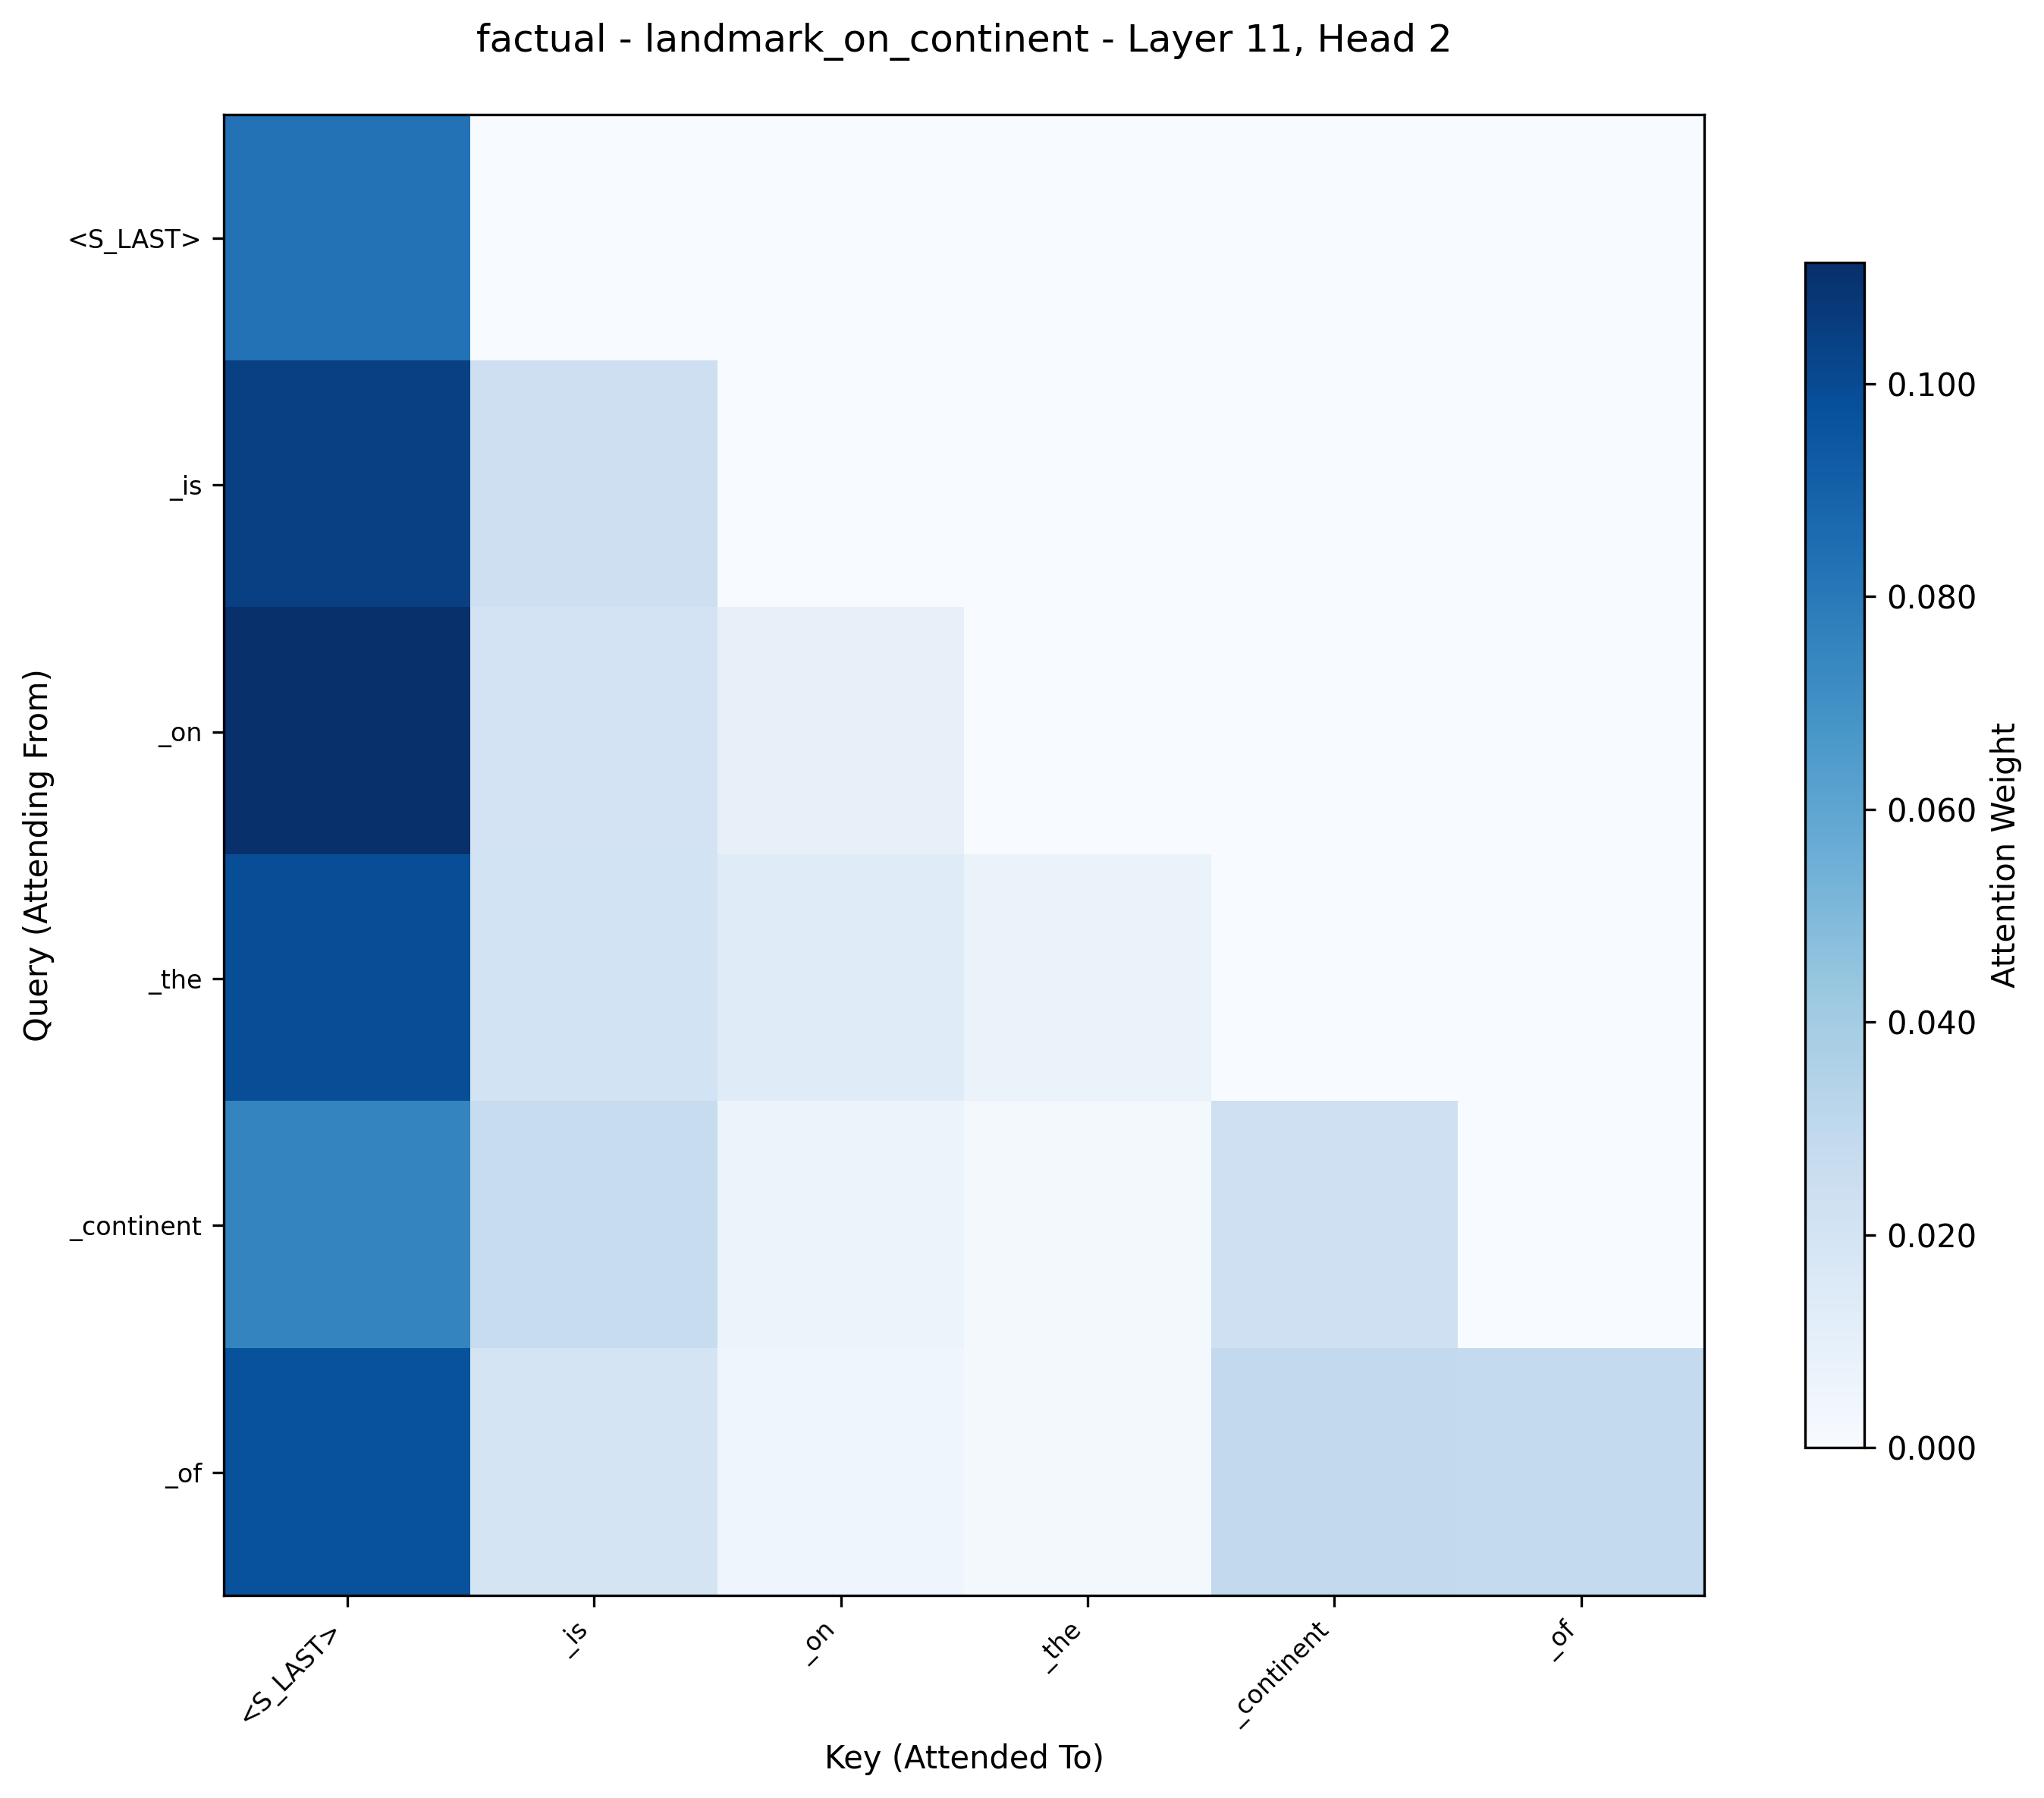 factual - landmark_on_continent - Layer 11, Head 2
Query (Attending From)
<S_LAST>
_is
_on
_the
_continent
_of
<S_LAST>
_is
_on
_the
_continent
_of
Key (Attended To)
0.100
0.080
0.060
0.040
0.020
0.000
Attention Weight